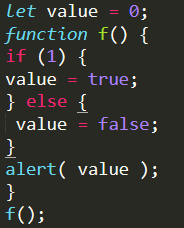 let value = 0;
function f() {
if (1) {
value = true;
} else {
 value = false;
}
alert( value );
}
f();